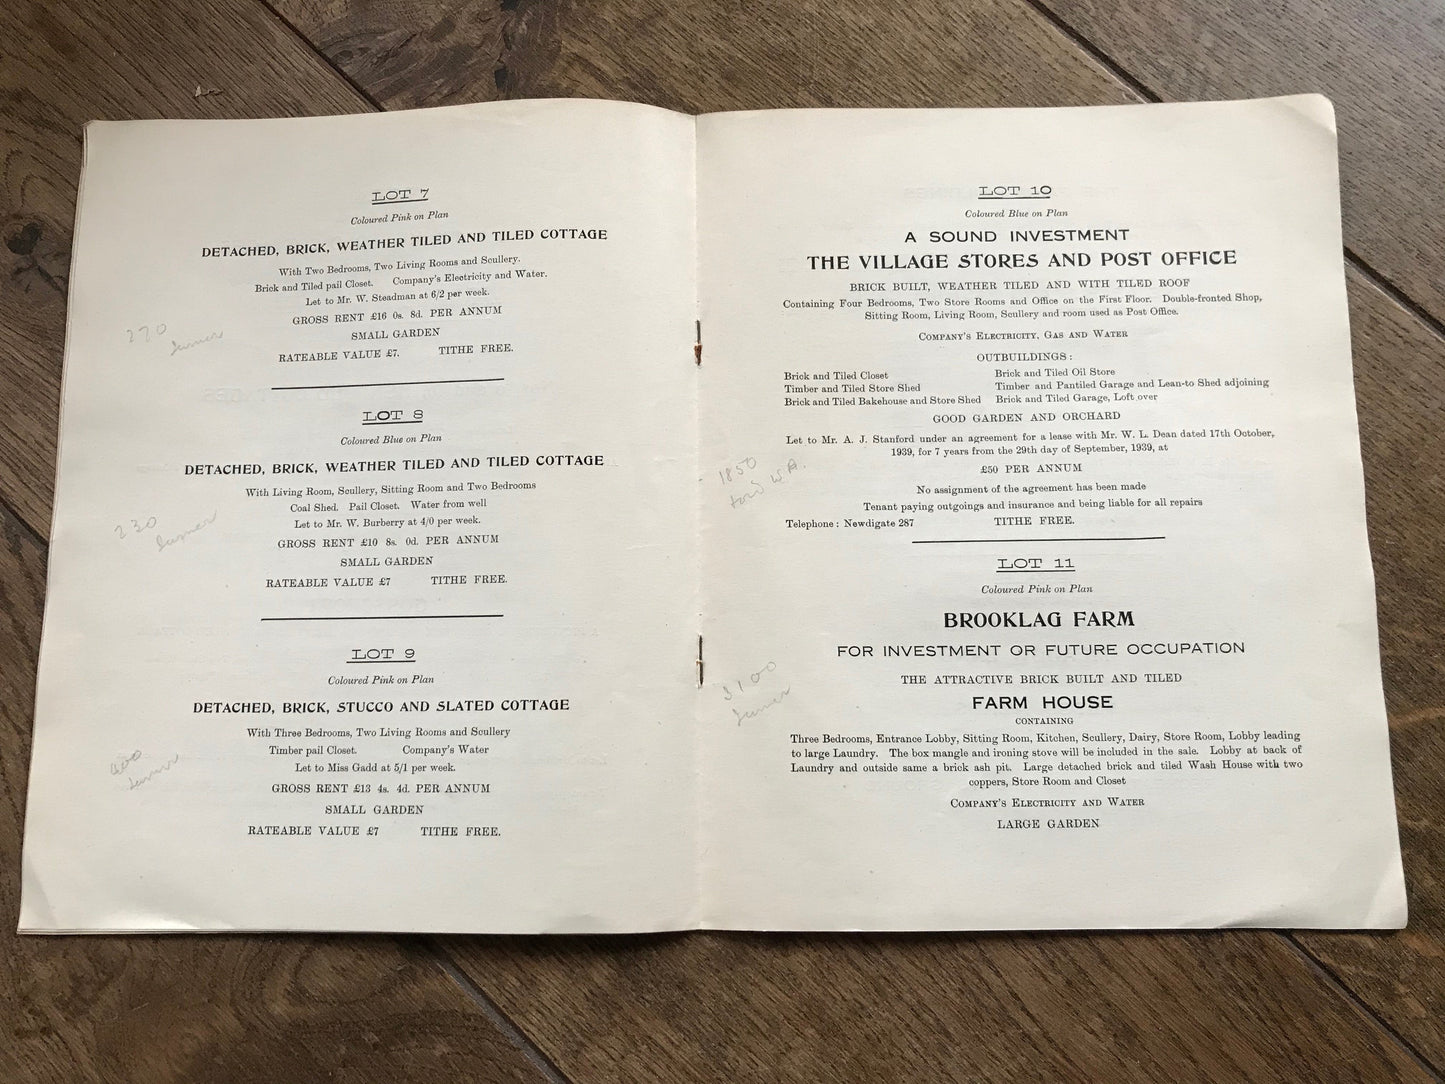 LOT 7
Coloured Pink on Plan
DETACHED, BRICK, WEATHER TILED AND TILED COTTAGE
With Two Bedrooms, Two Living Rooms and Scullery.
Brick and Tiled pail Closet. Company's Electricity and Water.
Let to Mr. W. Steadman at 6/2 per week.
GROSS RENT £16 0s. 8d. PER ANNUM
SMALL GARDEN
RATEABLE VALUE £7. TITHE FREE.
270
LOT 8
Coloured Blue on Plan
DETACHED, BRICK, WEATHER TILED AND TILED COTTAGE
With Living Room, Scullery, Sitting Room and Two Bedrooms
Coal Shed. Pail Closet. Water from well
Let to Mr. W. Burberry at 4/0 per week.
GROSS RENT £10 8s. 0d. PER ANNUM
SMALL GARDEN
RATEABLE VALUE £7 TITHE FREE.
230
LOT 9
Coloured Pink on Plan
DETACHED, BRICK, STUCCO AND SLATED COTTAGE
With Three Bedrooms, Two Living Rooms and Scullery
Timber pail Closet. Company's Water
Let to Miss Gadd at 5/1 per week.
GROSS RENT £13 4s. 4d. PER ANNUM
SMALL GARDEN
RATEABLE VALUE £7 TITHE FREE.
LOT 10
Coloured Blue on Plan
A SOUND INVESTMENT
THE VILLAGE STORES AND POST OFFICE
BRICK BUILT, WEATHER TILED AND WITH TILED ROOF
Containing Four Bedrooms, Two Store Rooms and Office on the First Floor. Double-fronted Shop,
Sitting Room, Living Room, Scullery and room used as Post Office.
COMPANY'S ELECTRICITY, GAS AND WATER
OUTBUILDINGS:
Brick and Tiled Closet Brick and Tiled Oil Store
Timber and Tiled Store Shed Timber and Pantiled Garage and Lean-to Shed adjoining
Brick and Tiled Bakehouse and Store Shed Brick and Tiled Garage, Loft over
GOOD GARDEN AND ORCHARD
Let to Mr. A. J. Stanford under an agreement for a lease with Mr. W. L. Dean dated 17th October,
1939, for 7 years from the 29th day of September, 1939, at
£50 PER ANNUM
1850
No assignment of the agreement has been made
Tenant paying outgoings and insurance and being liable for all repairs
Telephone: Newdigate 287 TITHE FREE.
LOT 11
Coloured Pink on Plan
BROOKLAG FARM
FOR INVESTMENT OR FUTURE OCCUPATION
THE ATTRACTIVE BRICK BUILT AND TILED
FARM HOUSE
CONTAINING
Three Bedrooms, Entrance Lobby, Sitting Room, Kitchen, Scullery, Dairy, Store Room, Lobby leading
to large Laundry. The box mangle and ironing stove will be included in the sale. Lobby at back of
Laundry and outside same a brick ash pit. Large detached brick and tiled Wash House with two
coppers, Store Room and Closet
COMPANY'S ELECTRICITY AND WATER
LARGE GARDEN